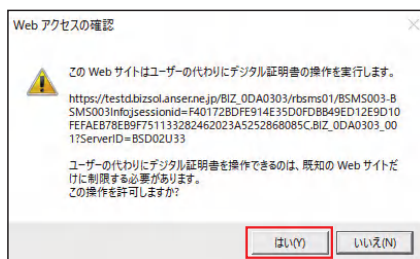 Web アクセスの確認
この Web サイトはユーザーの代わりにデジタル証明書の操作を実行します。
https://testd.bizsol.anser.ne.jp/BIZ_0DA0303/rbsms01/BSMS003-B
SMS003Info;jsessionid=F40172BDFE914E35D0FDBB49ED12E9D10
FEFAEB78EB9F751133282462023A5252868085C.BIZ_0DA0303_00
1?ServerID=BSD02U33
ユーザーの代わりにデジタル証明書を操作できるのは、既知の Web サイトだ
けに制限する必要があります。
この操作を許可しますか?
はい(Y)
いいえ(N)